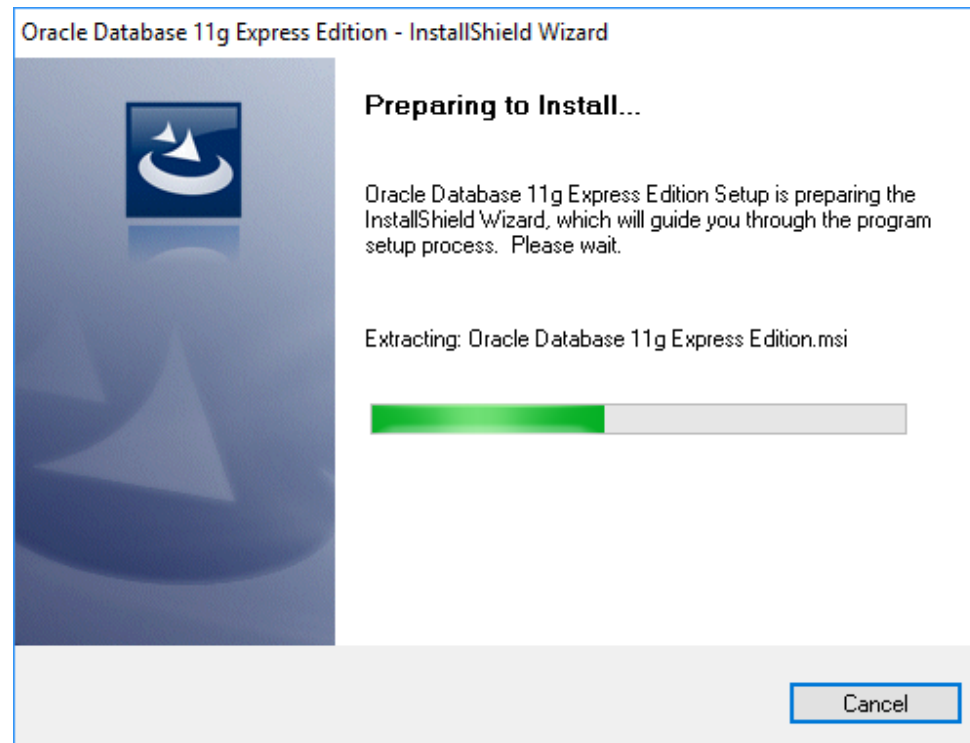 Oracle Database 11g Express Edition - InstallShield Wizard
Preparing to Install...
Oracle Database 11g Express Edition Setup is preparing the
InstallShield Wizard, which will guide you through the program
setup process.  Please wait.
Extracting: Oracle Database 11g Express Edition.msi
Cancel